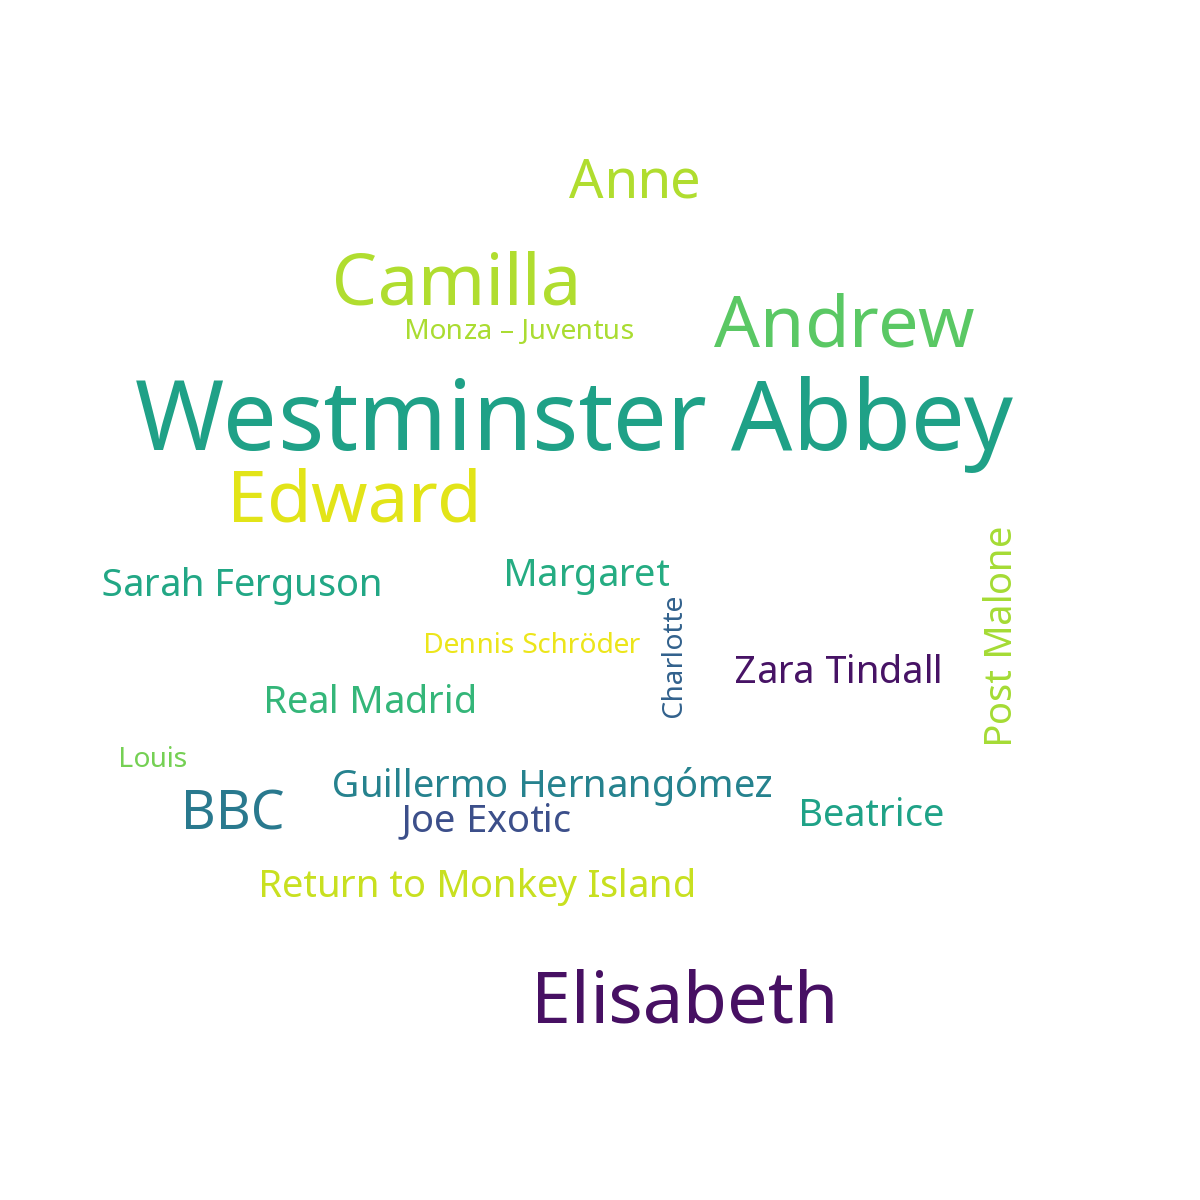 Anne
Camilla
Andrew
Monza – Juventus
Westminster Abbey
Edward
Sarah Ferguson
Margaret
Post Malone
Dennis Schröder
Charlotte
Zara Tindall
Real Madrid
Louis
Guillermo Hernangómez
BBC
Joe Exotic
Beatrice
Return to Monkey Island
Elisabeth